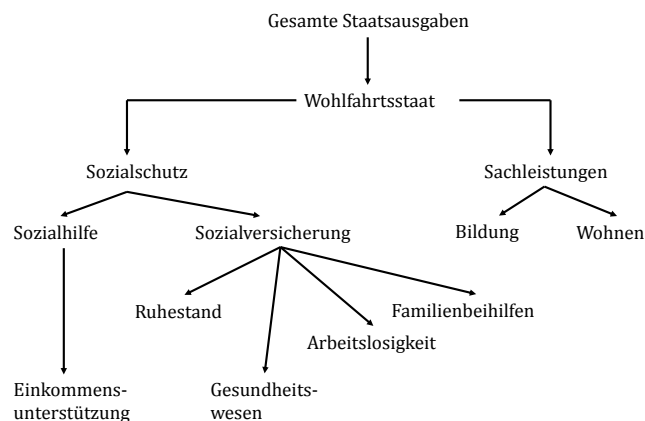 Gesamte Staatsausgaben
Wohlfahrtsstaat
Sozialschutz
Sachleistungen
Sozialhilfe
Sozialversicherung
Bildung
Wohnen
Ruhestand
Familienbeihilfen
Arbeitslosigkeit
Einkommens-
unterstützung
Gesundheits-
wesen